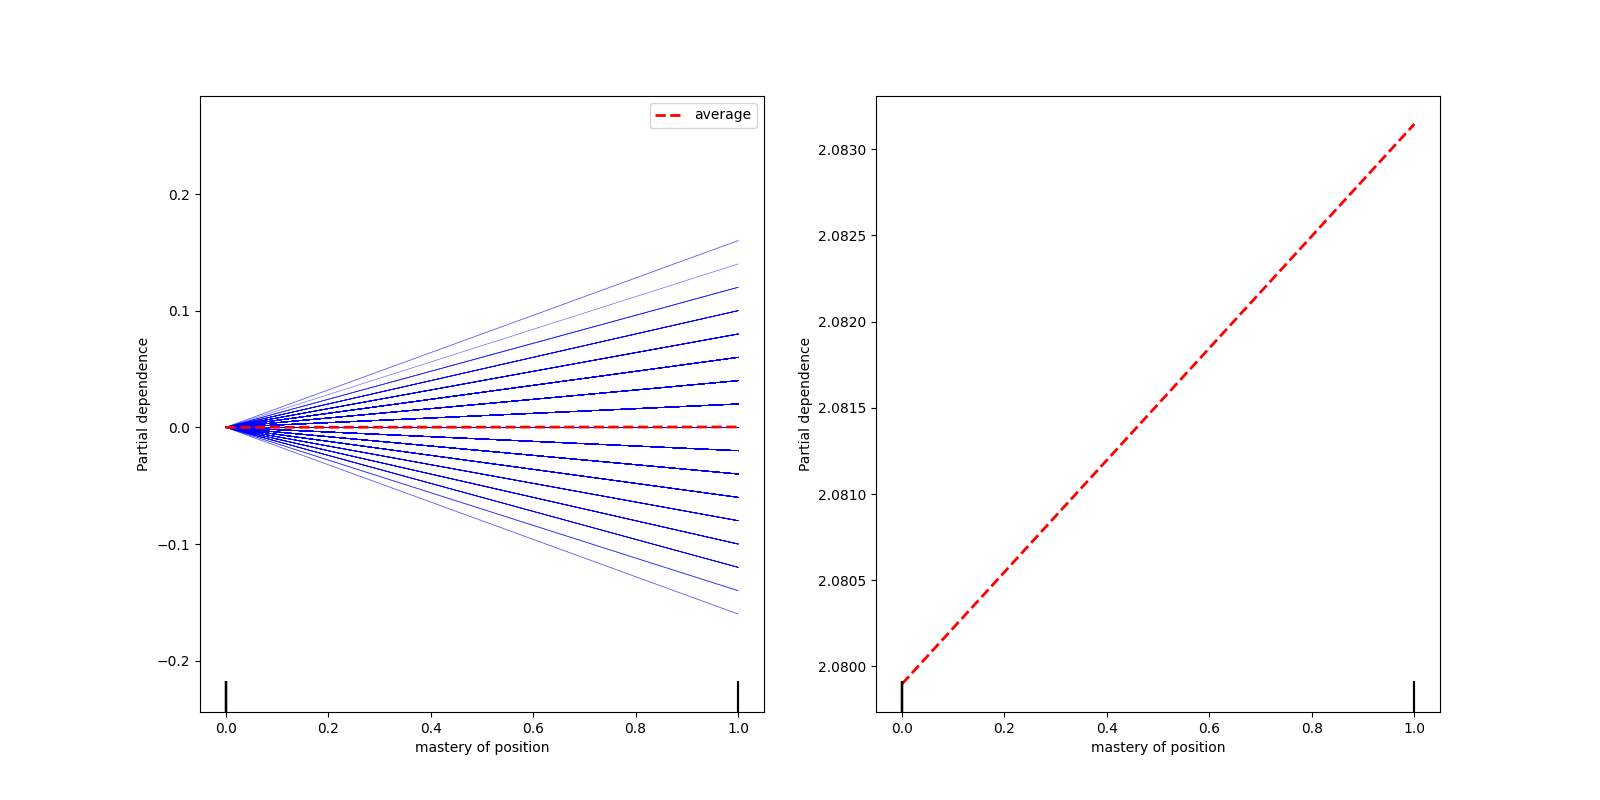 average
Partial dependence
0.2
0.1
0.0
−0.1
−0.2
0.0 0.2 0.4 0.6 0.8 1.0
mastery of position
Partial dependence
2.0830
2.0825
2.0820
2.0815
2.0810
2.0805
2.0800
0.0 0.2 0.4 0.6 0.8 1.0
mastery of position